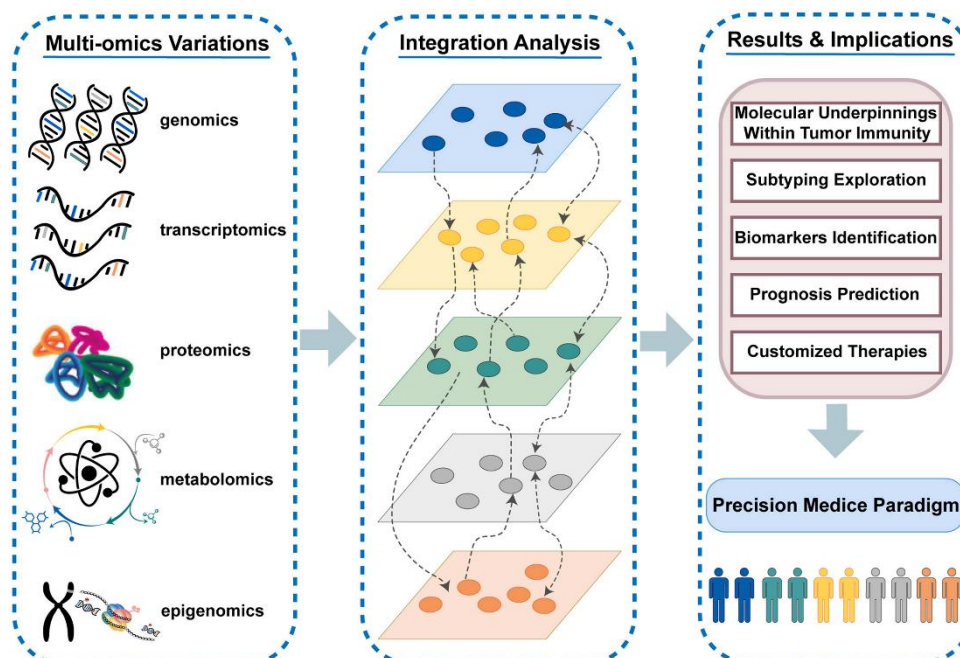 Multi-omics Variations
genomics
transcriptomics
proteomics
metabolomics
epigenomics
Integration Analysis
Results & Implications
Molecular Underpinnings
Within Tumor Immunity
Subtyping Exploration
Biomarkers Identification
Prognosis Prediction
Customized Therapies
Precision Medice Paradigm